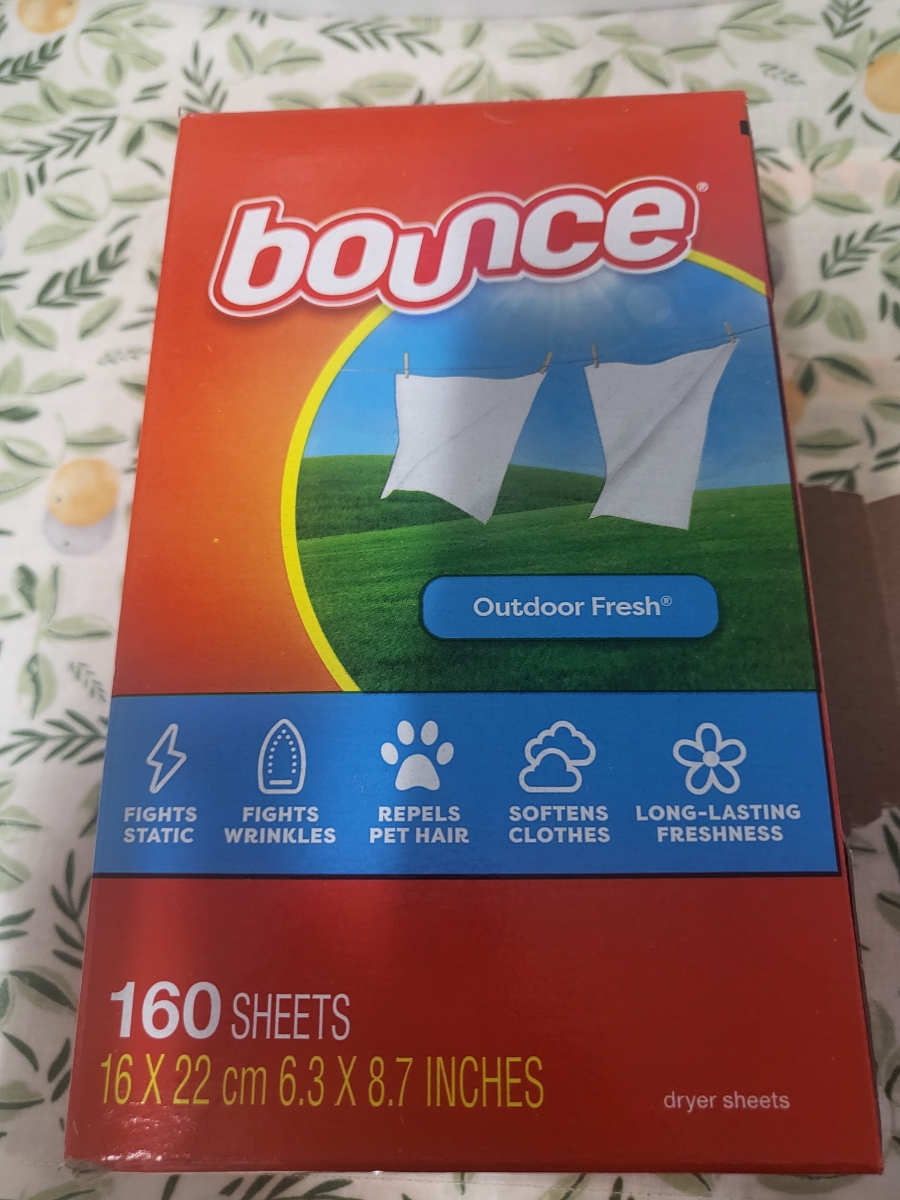 bounce®
Outdoor Fresh®
FIGHTS
STATIC
FIGHTS
WRINKLES
REPELS
PET HAIR
SOFTENS
CLOTHES
LONG-LASTING
FRESHNESS
160 SHEETS
16 X 22 cm 6.3 X 8.7 INCHES
dryer sheets